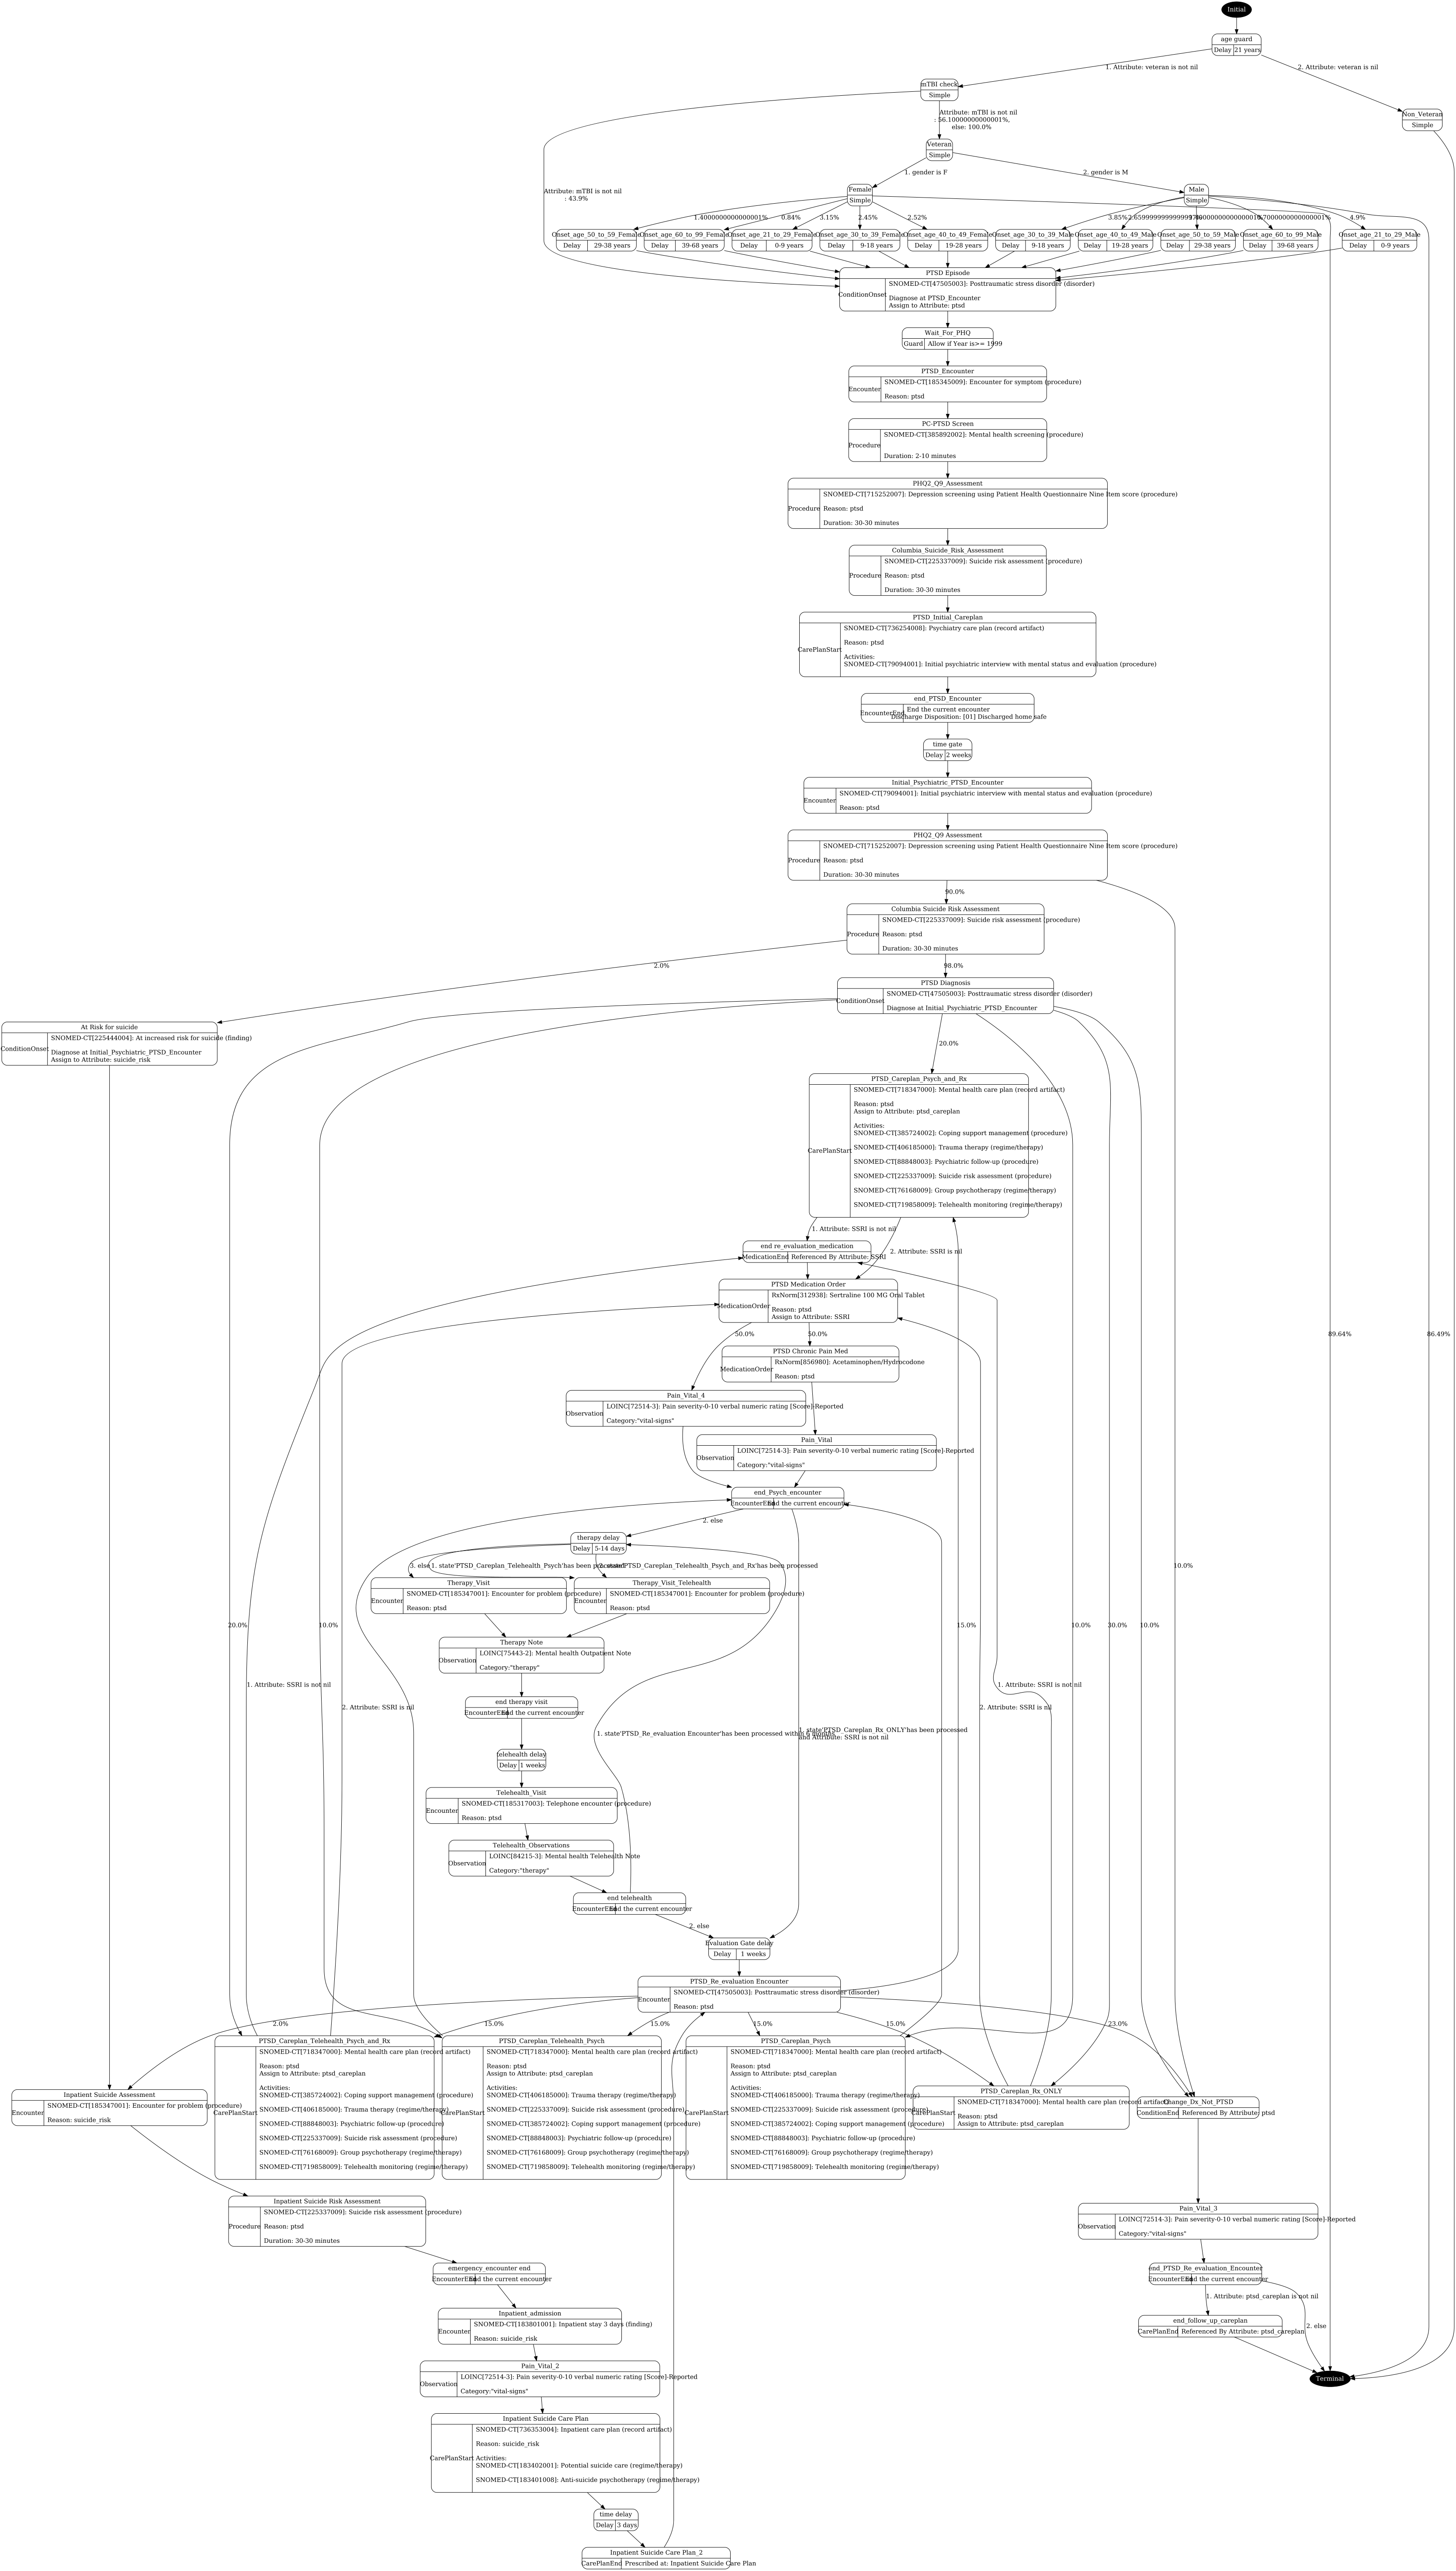 Initial
age guard
Delay
21 years
1. Attribute: veteran is not nil
2. Attribute: veteran is nil
mTBI check
Simple
Non_Veteran
Simple
Attribute: mTBI is not nil
: 56.10000000000001%,
else: 100.0%
Veteran
Simple
1. gender is F
2. gender is M
Attribute: mTBI is not nil
: 43.9%
Female
Simple
Male
Simple
1.4000000000000001%
0.84%
3.15%
2.45%
2.52%
3.85%
4.9%
Onset_age_50_to_59_Female
Delay
29-38 years
Onset_age_60_to_99_Female
Delay
39-68 years
Onset_age_21_to_29_Female
Delay
0-9 years
Onset_age_30_to_39_Female
Delay
9-18 years
Onset_age_40_to_49_Female
Delay
19-28 years
Onset_age_30_to_39_Male
Delay
9-18 years
Onset_age_40_to_49_Male
Delay
19-28 years
Onset_age_50_to_59_Male
Delay
29-38 years
Onset_age_60_to_99_Male
Delay
39-68 years
Onset_age_21_to_29_Male
Delay
0-9 years
PTSD Episode
ConditionOnset
SNOMED-CT[47505003]: Posttraumatic stress disorder (disorder)
Diagnose at PTSD_Encounter
Assign to Attribute: ptsd
Wait_For_PHQ
Guard
Allow if Year is>= 1999
PTSD_Encounter
Encounter
SNOMED-CT[185345009]: Encounter for symptom (procedure)
Reason: ptsd
PC-PTSD Screen
Procedure
SNOMED-CT[385892002]: Mental health screening (procedure)
Duration: 2-10 minutes
PHQ2_Q9_Assessment
Procedure
SNOMED-CT[715252007]: Depression screening using Patient Health Questionnaire Nine Item score (procedure)
Reason: ptsd
Duration: 30-30 minutes
Columbia_Suicide_Risk_Assessment
Procedure
SNOMED-CT[225337009]: Suicide risk assessment (procedure)
Reason: ptsd
Duration: 30-30 minutes
PTSD_Initial_Careplan
CarePlanStart
SNOMED-CT[736254008]: Psychiatry care plan (record artifact)
Reason: ptsd
Activities:
SNOMED-CT[79094001]: Initial psychiatric interview with mental status and evaluation (procedure)
end_PTSD_Encounter
EncounterEnd
End the current encounter
Discharge Disposition: [01] Discharged home safe
time gate
Delay
2 weeks
Initial_Psychiatric_PTSD_Encounter
Encounter
SNOMED-CT[79094001]: Initial psychiatric interview with mental status and evaluation (procedure)
Reason: ptsd
PHQ2_Q9 Assessment
Procedure
SNOMED-CT[715252007]: Depression screening using Patient Health Questionnaire Nine Item score (procedure)
Reason: ptsd
Duration: 30-30 minutes
90.0%
Columbia Suicide Risk Assessment
Procedure
SNOMED-CT[225337009]: Suicide risk assessment (procedure)
Reason: ptsd
Duration: 30-30 minutes
2.0%
98.0%
PTSD Diagnosis
ConditionOnset
SNOMED-CT[47505003]: Posttraumatic stress disorder (disorder)
Diagnose at Initial_Psychiatric_PTSD_Encounter
At Risk for suicide
ConditionOnset
SNOMED-CT[225444004]: At increased risk for suicide (finding)
Diagnose at Initial_Psychiatric_PTSD_Encounter
Assign to Attribute: suicide_risk
20.0%
PTSD_Careplan_Psych_and_Rx
CarePlanStart
SNOMED-CT[718347000]: Mental health care plan (record artifact)
Reason: ptsd
Assign to Attribute: ptsd_careplan
Activities:
SNOMED-CT[385724002]: Coping support management (procedure)
SNOMED-CT[406185000]: Trauma therapy (regime/therapy)
SNOMED-CT[88848003]: Psychiatric follow-up (procedure)
SNOMED-CT[225337009]: Suicide risk assessment (procedure)
SNOMED-CT[76168009]: Group psychotherapy (regime/therapy)
SNOMED-CT[719858009]: Telehealth monitoring (regime/therapy)
1. Attribute: SSRI is not nil
2. Attribute: SSRI is nil
end re_evaluation_medication
MedicationEnd
Referenced By Attribute: SSRI
PTSD Medication Order
MedicationOrder
RxNorm[312938]: Sertraline 100 MG Oral Tablet
Reason: ptsd
Assign to Attribute: SSRI
50.0%
50.0%
89.64%
86.49%
PTSD Chronic Pain Med
MedicationOrder
RxNorm[856980]: Acetaminophen/Hydrocodone
Reason: ptsd
Pain_Vital_4
Observation
LOINC[72514-3]: Pain severity-0-10 verbal numeric rating [Score]-Reported
Category:"vital-signs"
Pain_Vital
Observation
LOINC[72514-3]: Pain severity-0-10 verbal numeric rating [Score]-Reported
Category:"vital-signs"
end_Psych_encounter
EncounterEnd
End the current encounter
2. else
therapy delay
Delay
5-14 days
3. else
1. state'PTSD_Careplan_Telehealth_Psych'has been processed
2. state'PTSD_Careplan_Telehealth_Psych_and_Rx'has been processed
10.0%
Therapy_Visit
Encounter
SNOMED-CT[185347001]: Encounter for problem (procedure)
Reason: ptsd
Therapy_Visit_Telehealth
Encounter
SNOMED-CT[185347001]: Encounter for problem (procedure)
Reason: ptsd
20.0%
10.0%
15.0%
10.0%
30.0%
10.0%
Therapy Note
Observation
LOINC[75443-2]: Mental health Outpatient Note
Category:"therapy"
1. Attribute: SSRI is not nil
1. Attribute: SSRI is not nil
end therapy visit
EncounterEnd
End the current encounter
2. Attribute: SSRI is nil
2. Attribute: SSRI is nil
1. state'PTSD_Re_evaluation Encounter'has been processed within 6 months
1. state'PTSD_Careplan_Rx_ONLY'has been processed
and Attribute: SSRI is not nil
telehealth delay
Delay
1 weeks
Telehealth_Visit
Encounter
SNOMED-CT[185317003]: Telephone encounter (procedure)
Reason: ptsd
Telehealth_Observations
Observation
LOINC[84215-3]: Mental health Telehealth Note
Category:"therapy"
end telehealth
EncounterEnd
End the current encounter
2. else
Evaluation Gate delay
Delay
1 weeks
PTSD_Re_evaluation Encounter
Encounter
SNOMED-CT[47505003]: Posttraumatic stress disorder (disorder)
Reason: ptsd
2.0%
15.0%
15.0%
15.0%
15.0%
23.0%
PTSD_Careplan_Telehealth_Psych_and_Rx
CarePlanStart
SNOMED-CT[718347000]: Mental health care plan (record artifact)
Reason: ptsd
Assign to Attribute: ptsd_careplan
Activities:
SNOMED-CT[385724002]: Coping support management (procedure)
SNOMED-CT[406185000]: Trauma therapy (regime/therapy)
SNOMED-CT[88848003]: Psychiatric follow-up (procedure)
SNOMED-CT[225337009]: Suicide risk assessment (procedure)
SNOMED-CT[76168009]: Group psychotherapy (regime/therapy)
SNOMED-CT[719858009]: Telehealth monitoring (regime/therapy)
PTSD_Careplan_Telehealth_Psych
CarePlanStart
SNOMED-CT[718347000]: Mental health care plan (record artifact)
Reason: ptsd
Assign to Attribute: ptsd_careplan
Activities:
SNOMED-CT[406185000]: Trauma therapy (regime/therapy)
SNOMED-CT[225337009]: Suicide risk assessment (procedure)
SNOMED-CT[385724002]: Coping support management (procedure)
SNOMED-CT[88848003]: Psychiatric follow-up (procedure)
SNOMED-CT[76168009]: Group psychotherapy (regime/therapy)
SNOMED-CT[719858009]: Telehealth monitoring (regime/therapy)
PTSD_Careplan_Psych
CarePlanStart
SNOMED-CT[718347000]: Mental health care plan (record artifact)
Reason: ptsd
Assign to Attribute: ptsd_careplan
Activities:
SNOMED-CT[406185000]: Trauma therapy (regime/therapy)
SNOMED-CT[225337009]: Suicide risk assessment (procedure)
SNOMED-CT[385724002]: Coping support management (procedure)
SNOMED-CT[88848003]: Psychiatric follow-up (procedure)
SNOMED-CT[76168009]: Group psychotherapy (regime/therapy)
SNOMED-CT[719858009]: Telehealth monitoring (regime/therapy)
PTSD_Careplan_Rx_ONLY
CarePlanStart
SNOMED-CT[718347000]: Mental health care plan (record artifact)
Reason: ptsd
Assign to Attribute: ptsd_careplan
Change_Dx_Not_PTSD
ConditionEnd
Referenced By Attribute: ptsd
Inpatient Suicide Assessment
Encounter
SNOMED-CT[185347001]: Encounter for problem (procedure)
Reason: suicide_risk
Inpatient Suicide Risk Assessment
Procedure
SNOMED-CT[225337009]: Suicide risk assessment (procedure)
Reason: ptsd
Duration: 30-30 minutes
Pain_Vital_3
Observation
LOINC[72514-3]: Pain severity-0-10 verbal numeric rating [Score]-Reported
Category:"vital-signs"
emergency_encounter end
EncounterEnd
End the current encounter
end_PTSD_Re_evaluation_Encounter
EncounterEnd
End the current encounter
1. Attribute: ptsd_careplan is not nil
2. else
Inpatient_admission
Encounter
SNOMED-CT[183801001]: Inpatient stay 3 days (finding)
Reason: suicide_risk
end_follow_up_careplan
CarePlanEnd
Referenced By Attribute: ptsd_careplan
Pain_Vital_2
Observation
LOINC[72514-3]: Pain severity-0-10 verbal numeric rating [Score]-Reported
Category:"vital-signs"
Terminal
Inpatient Suicide Care Plan
CarePlanStart
SNOMED-CT[736353004]: Inpatient care plan (record artifact)
Reason: suicide_risk
Activities:
SNOMED-CT[183402001]: Potential suicide care (regime/therapy)
SNOMED-CT[183401008]: Anti-suicide psychotherapy (regime/therapy)
time delay
Delay
3 days
Inpatient Suicide Care Plan_2
CarePlanEnd
Prescribed at: Inpatient Suicide Care Plan